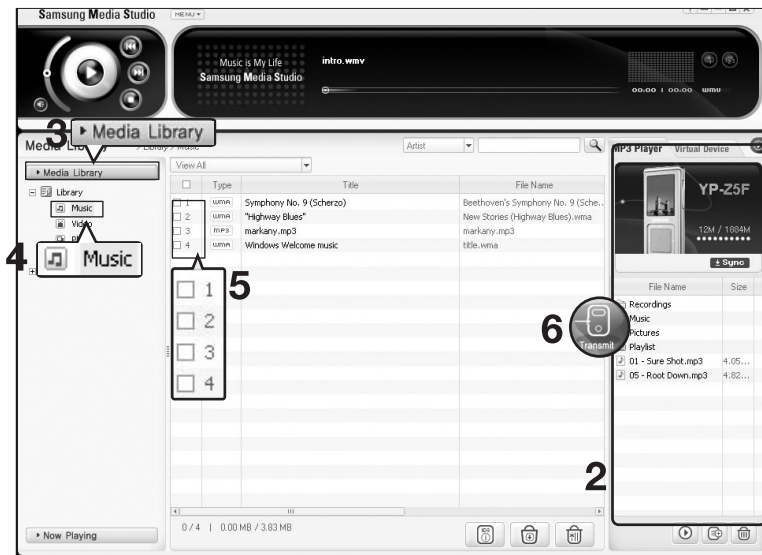 Samsung Media Studio
MENU
Music is My Life
Samsung Media Studio
intro.wmv
00:00 | 00:00 wmv
3
Media Library
Media Library / Library / Music
Artist
MP3 Player Virtual Device
Media Library
View All
Type Title File Name
Library
Music
Video
4
Music
1 WMA Symphony No. 9 (Scherzo) Beethoven's Symphony No. 9 (Sche..
2 WMA "Highway Blues" New Stories (Highway Blues).wma
3 MP3 markany.mp3 markany.mp3
4 WMA Windows Welcome music title.wma
5
1
2
3
4
YP-Z5F
12M / 1884M
Sync
File Name Size
Recordings
Music
Pictures
Playlist
01 - Sure Shot.mp3 4.05...
05 - Root Down.mp3 4.82...
6
Transmit
2
0 / 4 | 0.00 MB / 3.83 MB
Now Playing